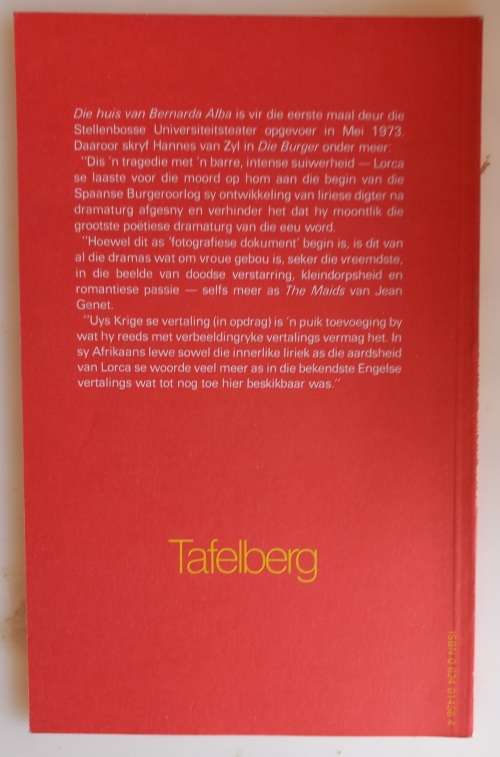 Die huis van Bernarda Alba is vir die eerste maal deur die
Stellenbosse Universiteitsteater opgevoer in Mei 1973.
Daaroor skryf Hannes van Zyl in Die Burger onder meer:
"Dis 'n tragedie met 'n barre, intense suiwerheid — Lorca
se laaste voor die moord op hom aan die begin van die
Spaanse Burgeroorlog sy ontwikkeling van liriese digter na
dramaturg afgesny en verhinder het dat hy moontlik die
grootste poëtiese dramaturg van die eeu word.
"Hoewel dit as 'fotografiese dokument' begin is, is dit van
al die dramas wat om vroue gebou is, seker die vreemdste,
in die beelde van doodse verstarring, kleindorpsheid en
romantiese passie — selfs meer as The Maids van Jean
Genet.
"Uys Krige se vertaling (in opdrag) is 'n puik toevoeging by
wat hy reeds met verbeeldingryke vertalings vermag het. In
sy Afrikaans lewe sowel die innerlike liriek as die aardsheid
van Lorca se woorde veel meer as in die bekendste Engelse
vertalings wat tot nog toe hier beskikbaar was."
Tafelberg
ISBN 0 624 01456 4